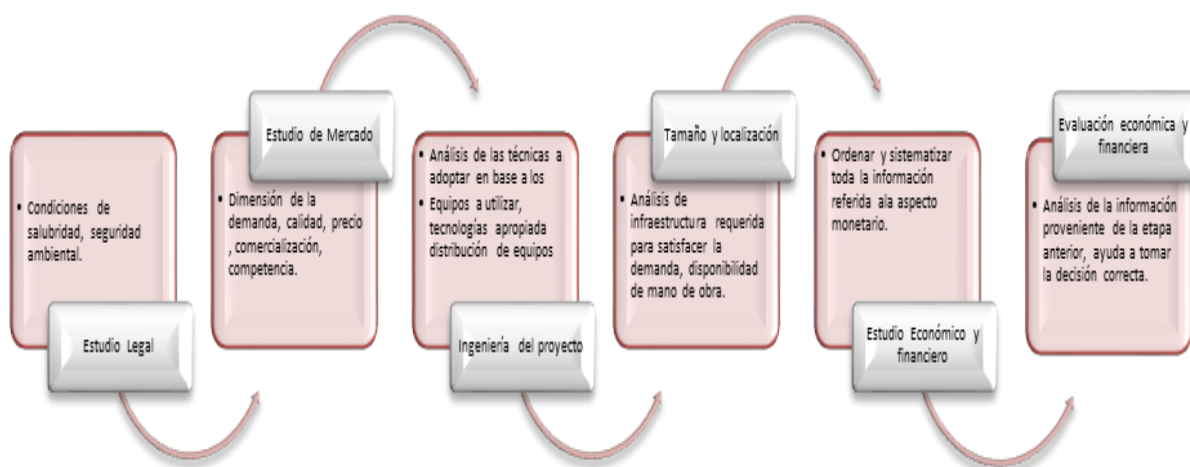 • Condiciones de
salubridad, seguridad
ambiental.
Estudio Legal
Estudio de Mercado
• Dimensión de la
demanda, calidad, precio
, comercialización,
competencia.
• Análisis de las técnicas a
adoptar en base a los
• Equipos a utilizar,
tecnologías apropiada
distribución de equipos
Ingeniería del proyecto
Tamaño y localización
• Análisis de
infraestructura requerida
para satisfacer la
demanda, disponibilidad
de mano de obra.
• Ordenar y sistematizar
toda la información
referida ala aspecto
monetario.
Estudio Económico y
financiero
Evaluación económica y
financiera
• Análisis de la información
proveniente de la etapa
anterior, ayuda a tomar
la decisión correcta.